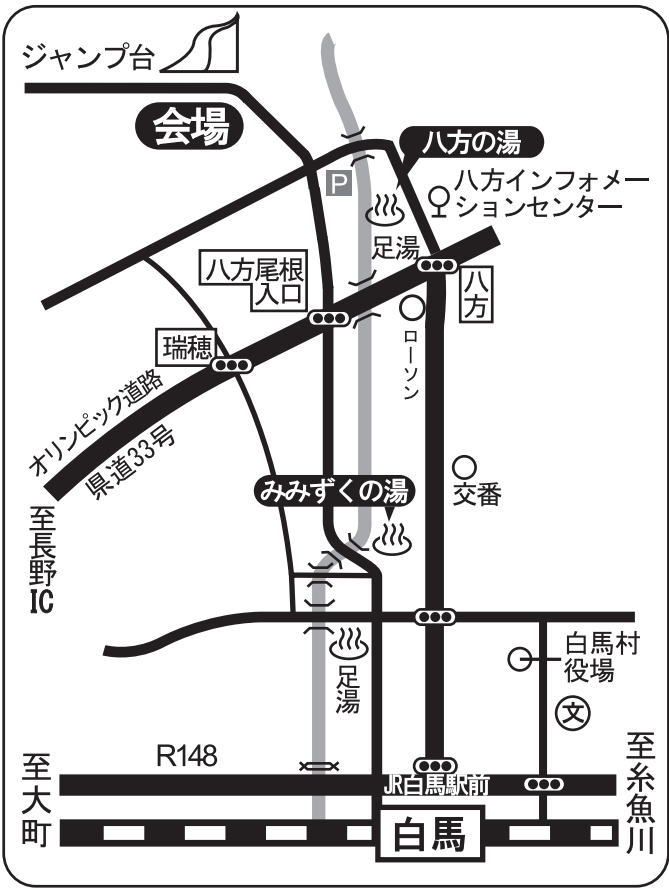 ジャンプ台
会場
八方の湯
P
八方インフォメー
ションセンター
足湯
八方尾根
入口
八方
瑞穂
ローソン
オリンピック道路
県道33号
みみずくの湯
交番
至長野IC
白馬村
役場
足湯
文
R148
至大町
至糸魚川
JR白馬駅前
白馬